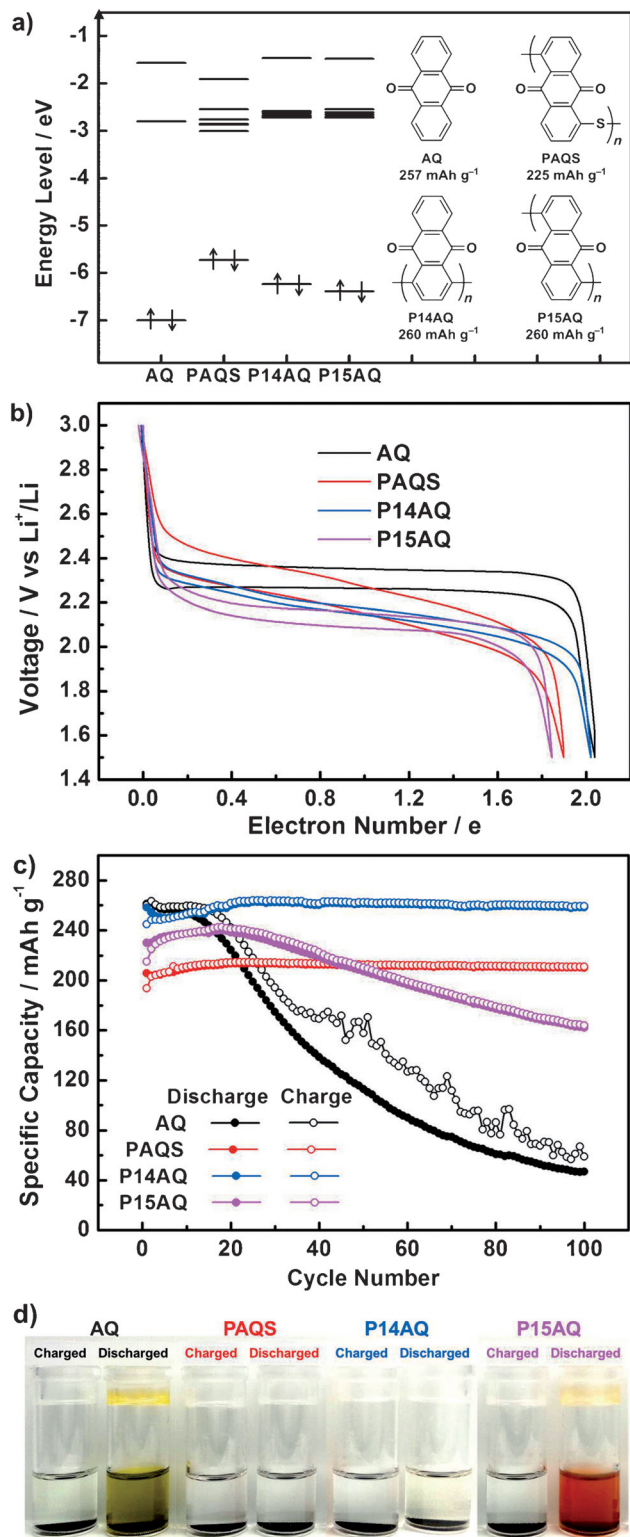 a)
-1
-2
-3
-4
-5
-6
-7
Energy Level / eV
AQ PAQS P14AQ P15AQ
O O
AQ
257 mAh g⁻¹
O O
S
n
PAQS
225 mAh g⁻¹
O O
n
P14AQ
260 mAh g⁻¹
O O
n
P15AQ
260 mAh g⁻¹
b)
3.0
2.8
2.6
2.4
2.2
2.0
1.8
1.6
1.4
Voltage / V vs Li⁺/Li
AQ
PAQS
P14AQ
P15AQ
0.0 0.4 0.8 1.2 1.6 2.0
Electron Number / e
c)
280
240
200
160
120
80
40
0
Specific Capacity / mAh g⁻¹
Discharge Charge
AQ
PAQS
P14AQ
P15AQ
0 20 40 60 80 100
Cycle Number
d)
AQ PAQS P14AQ P15AQ
Charged Discharged Charged Discharged Charged Discharged Charged Discharged